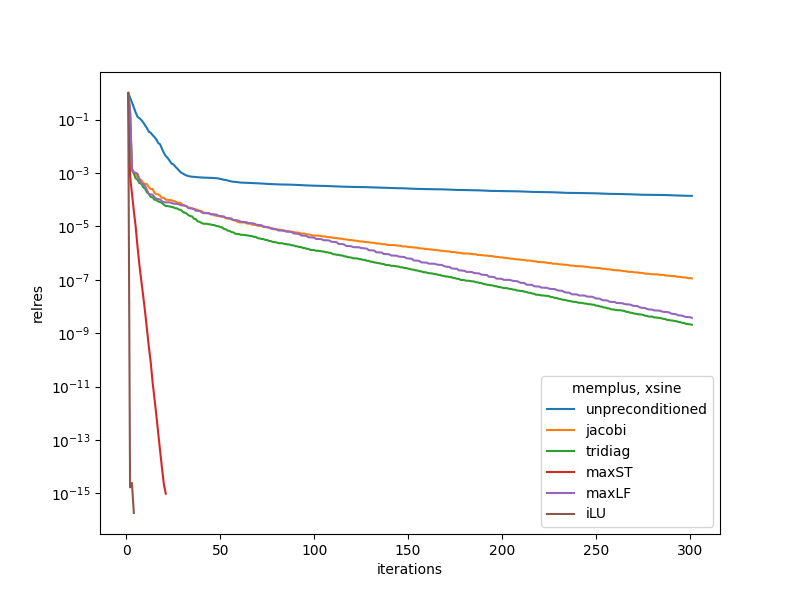 10⁻¹
10⁻³
10⁻⁵
10⁻⁷
10⁻⁹
10⁻¹¹
10⁻¹³
10⁻¹⁵
relres
0 50 100 150 200 250 300
iterations
memplus, xsine
unpreconditioned
jacobi
tridiag
maxST
maxLF
iLU